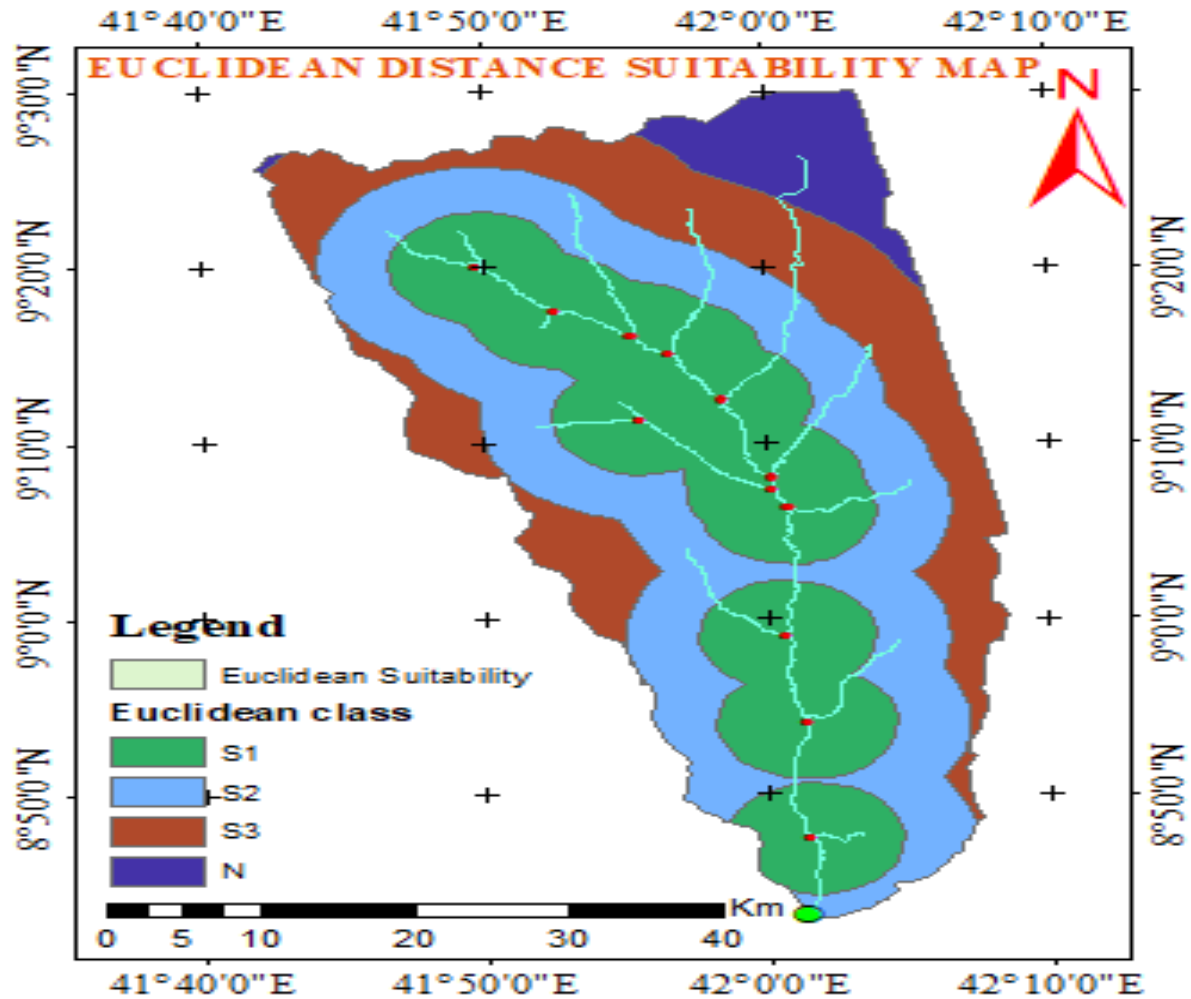 41°40'0"E 41°50'0"E 42°0'0"E 42°10'0"E
EUCLIDEAN DISTANCE SUITABILITY MAP
N
9°30'0"N
9°20'0"N 9°20'0"N
9°10'0"N 9°10'0"N
9°0'0"N 9°0'0"N
Legend
Euclidean Suitability
Euclidean class
S1
S2
8°50'0"N 8°50'0"N
S3
N
Km
0 5 10 20 30 40
41°40'0"E 41°50'0"E 42°0'0"E 42°10'0"E